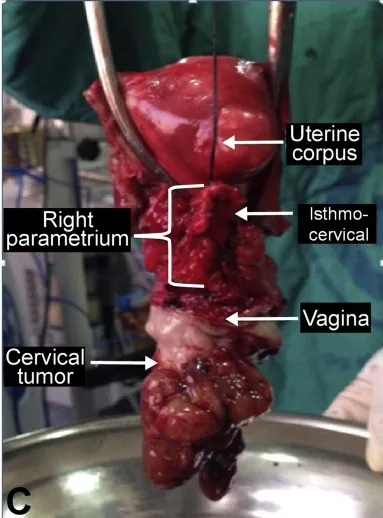 Uterine
corpus
Right
parametrium
Isthmo-
cervical
Vagina
Cervical
tumor
C